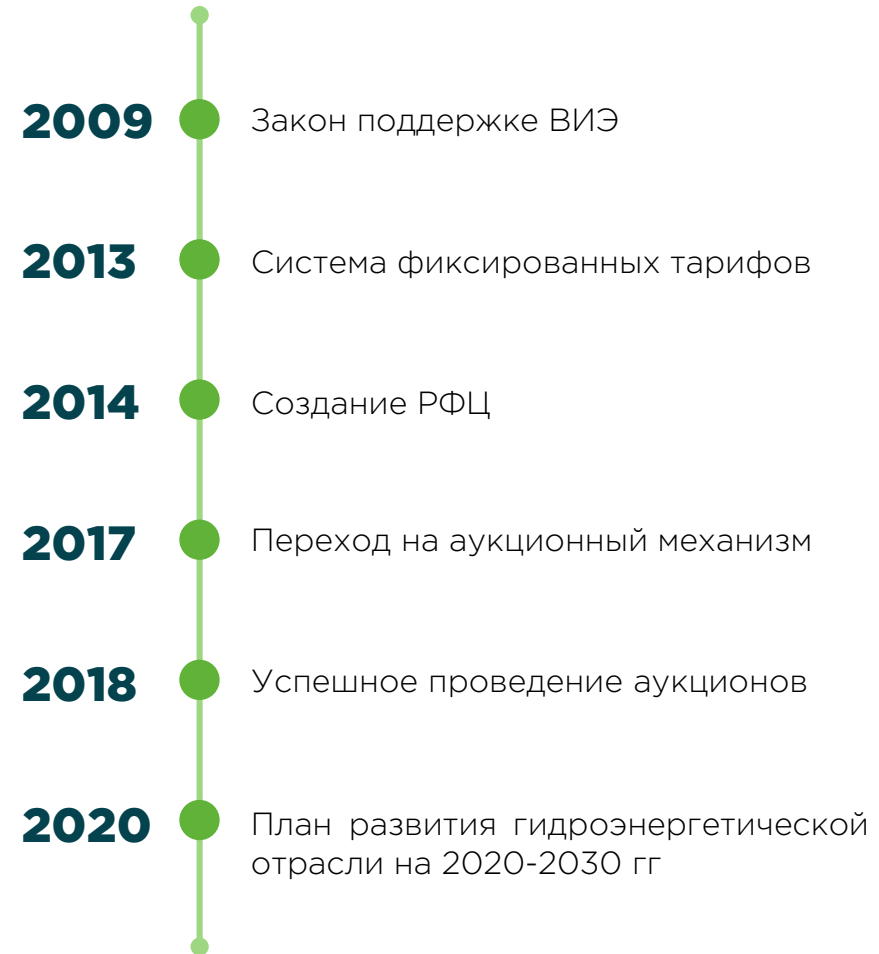 2009
Закон поддержке ВИЭ
2013
Система фиксированных тарифов
2014
Создание РФЦ
2017
Переход на аукционный механизм
2018
Успешное проведение аукционов
2020
План развития гидроэнергетической
отрасли на 2020-2030 гг